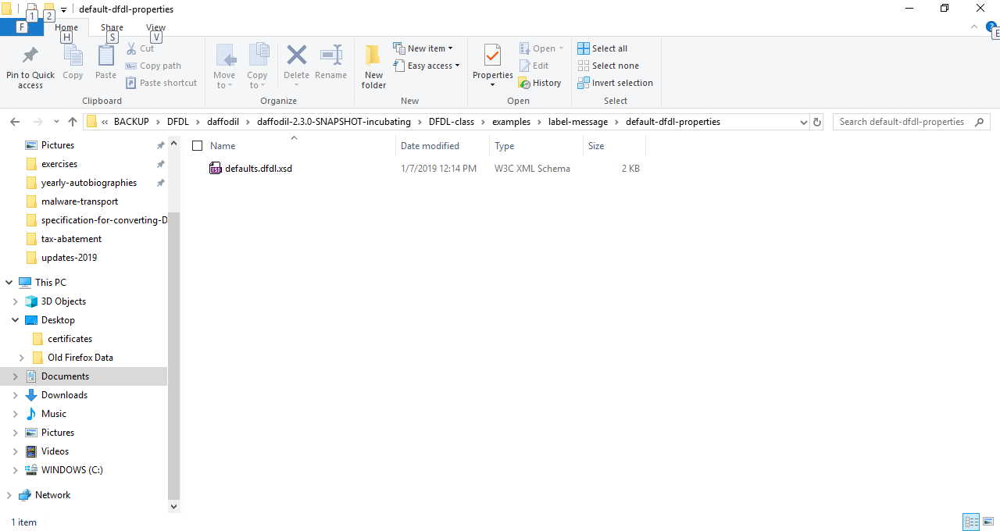 default-dfdl-properties
1 2
F Home Share View
H S V E
Pin to Quick access
Copy
Paste
Cut
Copy path
Paste shortcut
Clipboard
Move to
Copy to
Delete
Rename
Organize
New folder
New item
Easy access
New
Properties
Open
Edit
History
Open
Select all
Select none
Invert selection
Select
« BACKUP > DFDL > daffodil > daffodil-2.3.0-SNAPSHOT-incubating > DFDL-class > examples > label-message > default-dfdl-properties
Search default-dfdl-properties
Pictures
exercises
yearly-autobiographies
malware-transport
specification-for-converting-D
tax-abatement
updates-2019
This PC
3D Objects
Desktop
certificates
Old Firefox Data
Documents
Downloads
Music
Pictures
Videos
WINDOWS (C:)
Network
Name Date modified Type Size
XSD defaults.dfdl.xsd 1/7/2019 12:14 PM W3C XML Schema 2 KB
1 item